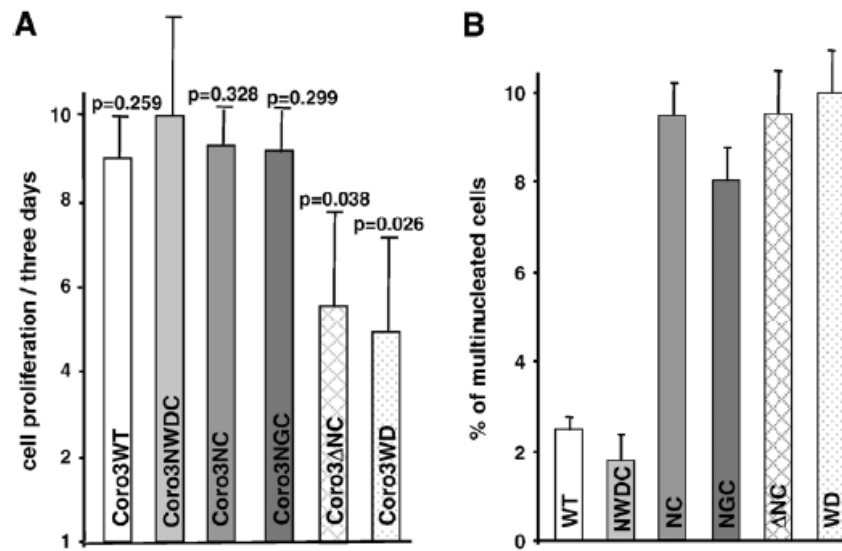 A
cell proliferation / three days
10
8
6
4
2
1
p=0.259
p=0.328
p=0.299
p=0.038
p=0.026
Coro3WT
Coro3NWDC
Coro3NC
Coro3NGC
Coro3ΔNC
Coro3WD
B
% of multinucleated cells
10
8
6
4
2
0
WT
NWDC
NC
NGC
ΔNC
WD